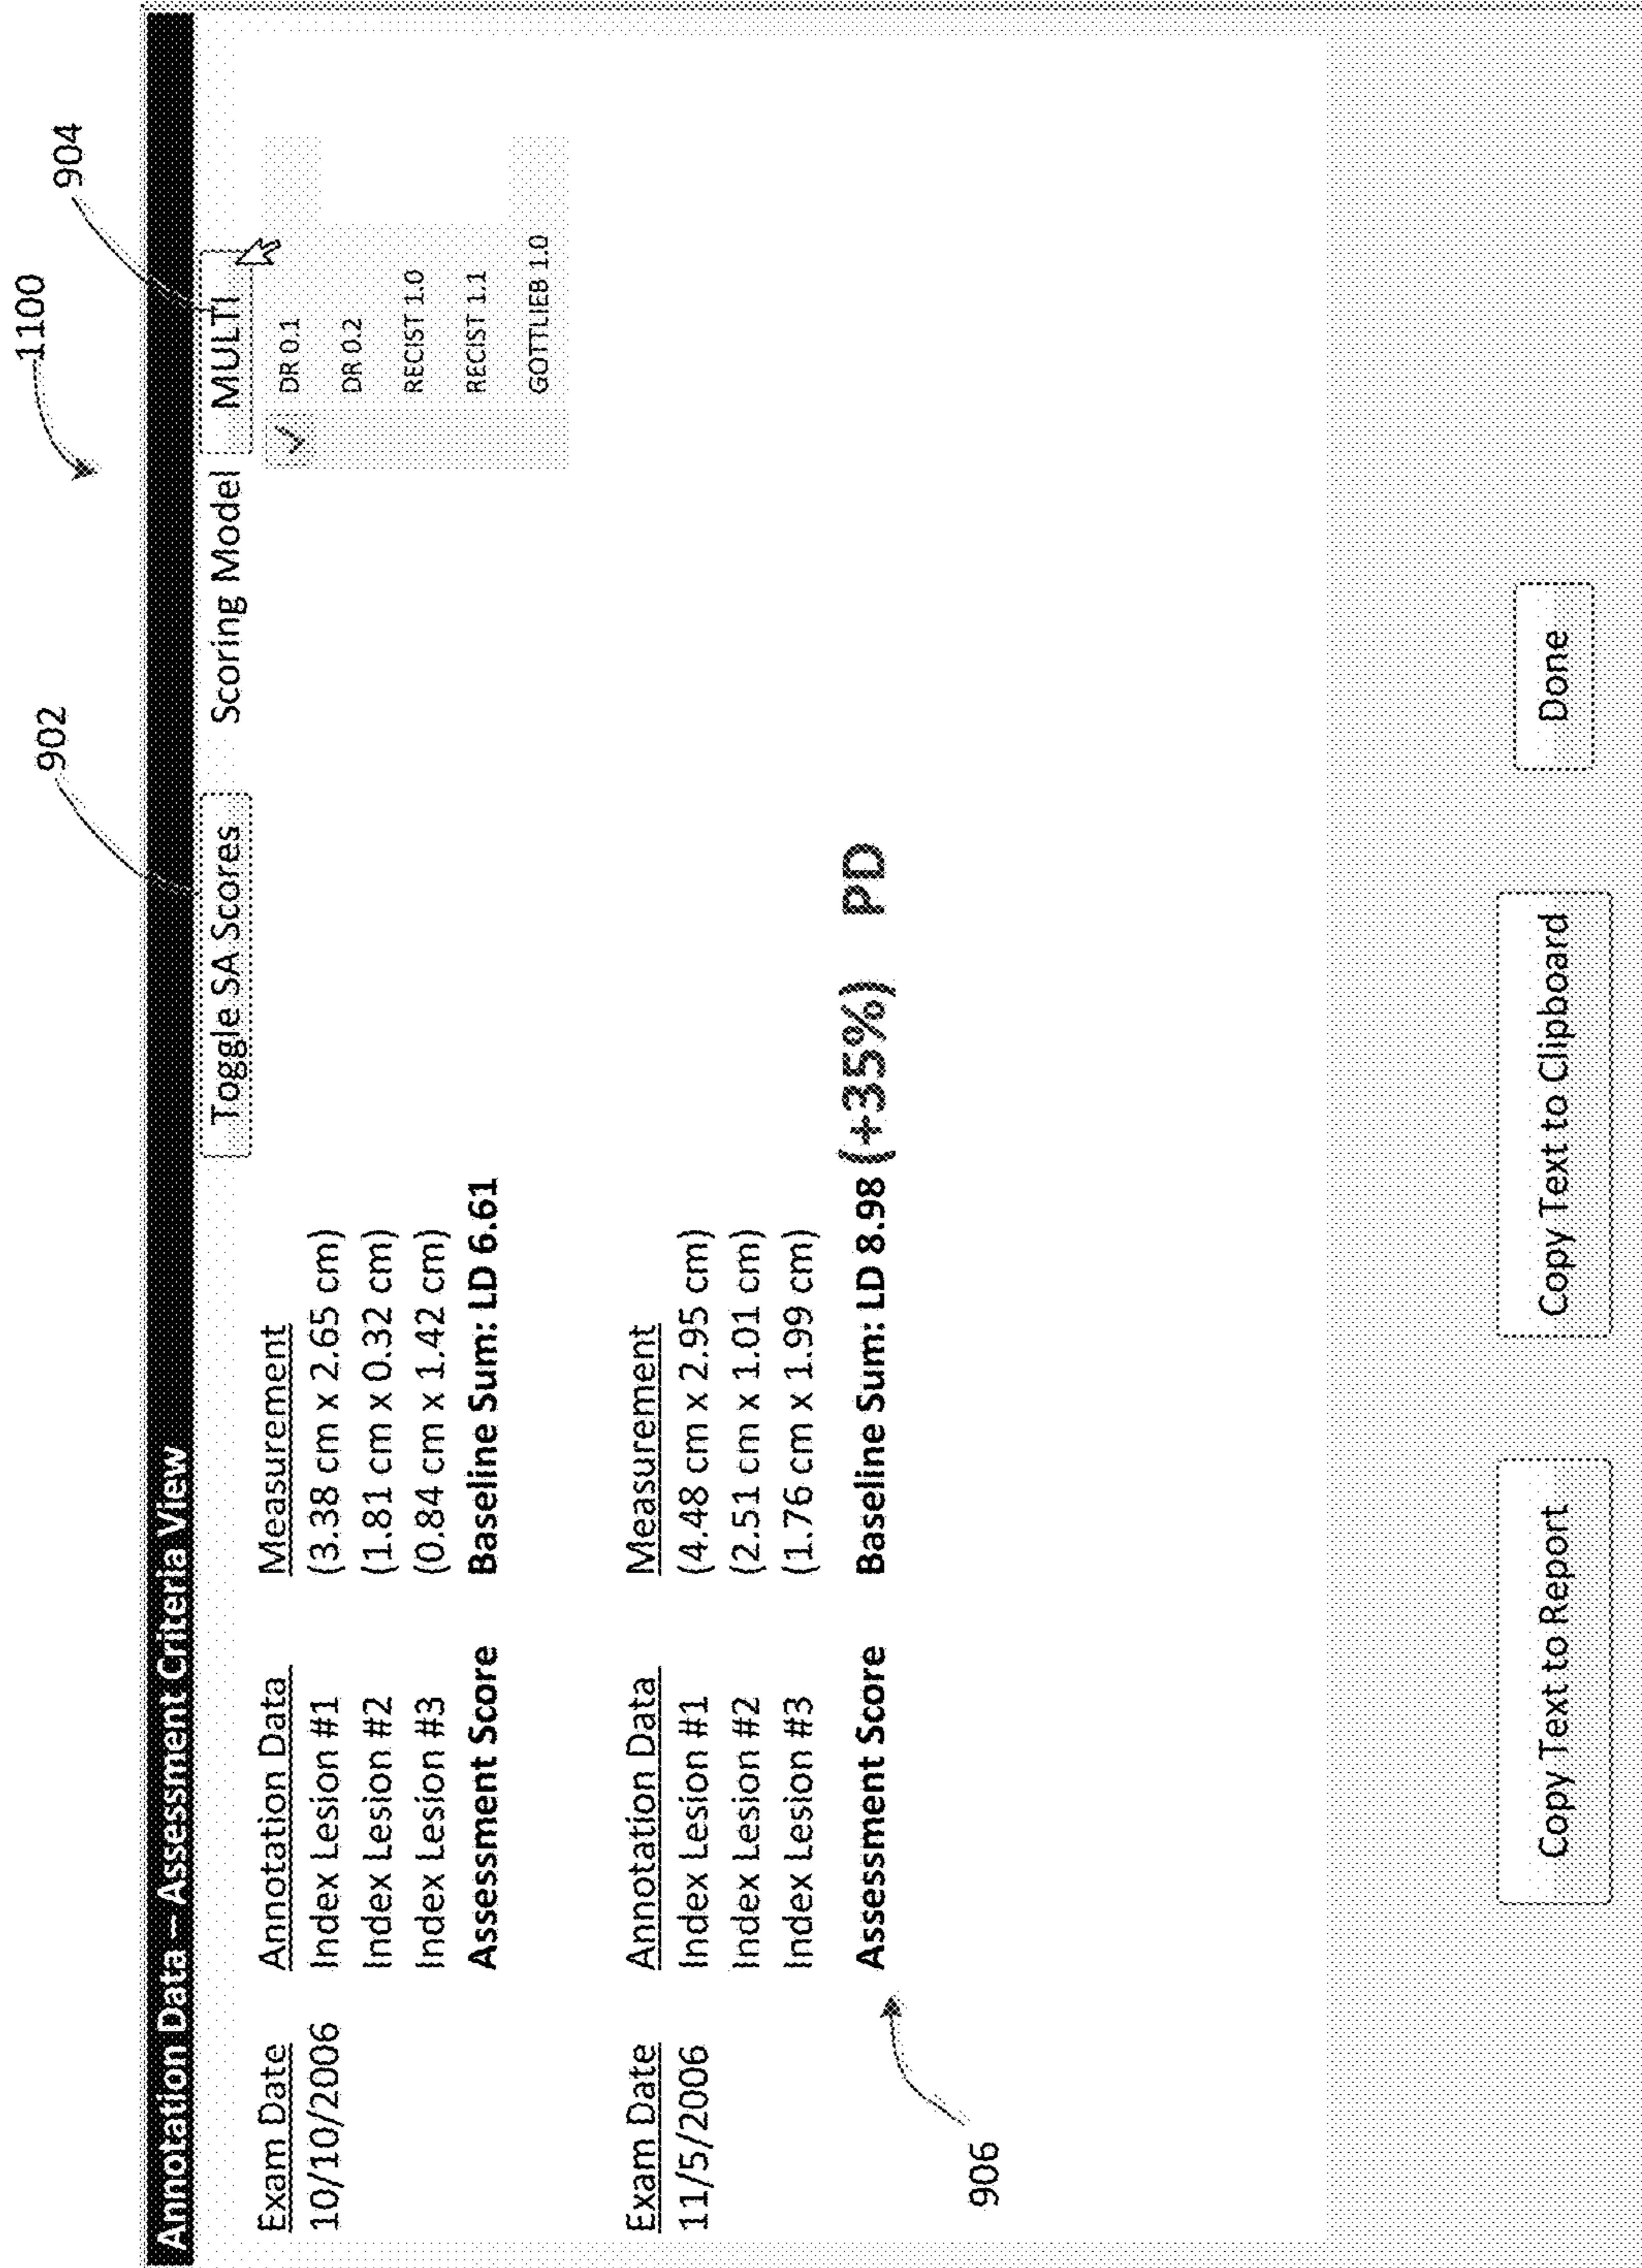 1100
902
904
Annotation Data – Assessment Criteria View
Toggle SA Scores Scoring Model MULTI
✓ DR 0.1
DR 0.2
RECIST 1.0
RECIST 1.1
GOTTLIEB 1.0
Exam Date Annotation Data Measurement
10/10/2006 Index Lesion #1 (3.38 cm x 2.65 cm)
Index Lesion #2 (1.81 cm x 0.32 cm)
Index Lesion #3 (0.84 cm x 1.42 cm)
Assessment Score Baseline Sum: LD 6.61
Exam Date Annotation Data Measurement
11/5/2006 Index Lesion #1 (4.48 cm x 2.95 cm)
Index Lesion #2 (2.51 cm x 1.01 cm)
Index Lesion #3 (1.76 cm x 1.99 cm)
Assessment Score Baseline Sum: LD 8.98 (+35%) PD
906
Copy Text to Report Copy Text to Clipboard Done